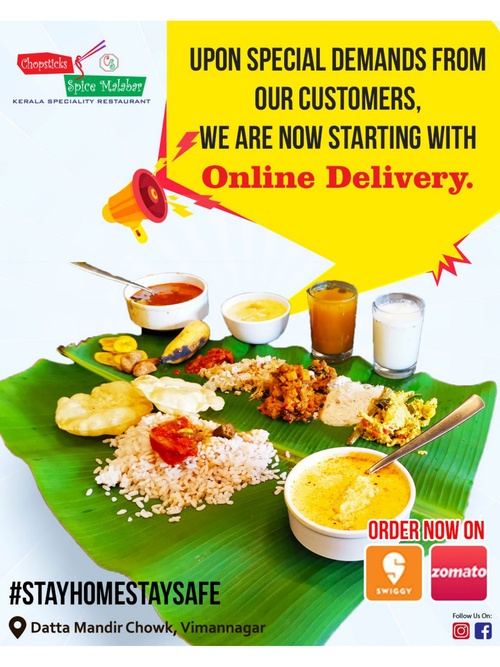 Chopsticks
CS
Spice Malabar
KERALA SPECIALITY RESTAURANT
UPON SPECIAL DEMANDS FROM
OUR CUSTOMERS,
WE ARE NOW STARTING WITH
Online Delivery.
ORDER NOW ON
SWIGGY
zomato
#STAYHOMESTAYSAFE
Datta Mandir Chowk, Vimannagar
Follow Us On: